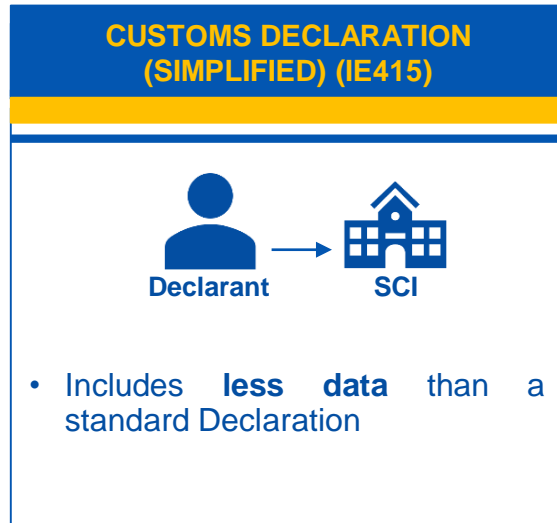 CUSTOMS DECLARATION
(SIMPLIFIED) (IE415)
Declarant
SCI
• Includes less data than a
standard Declaration